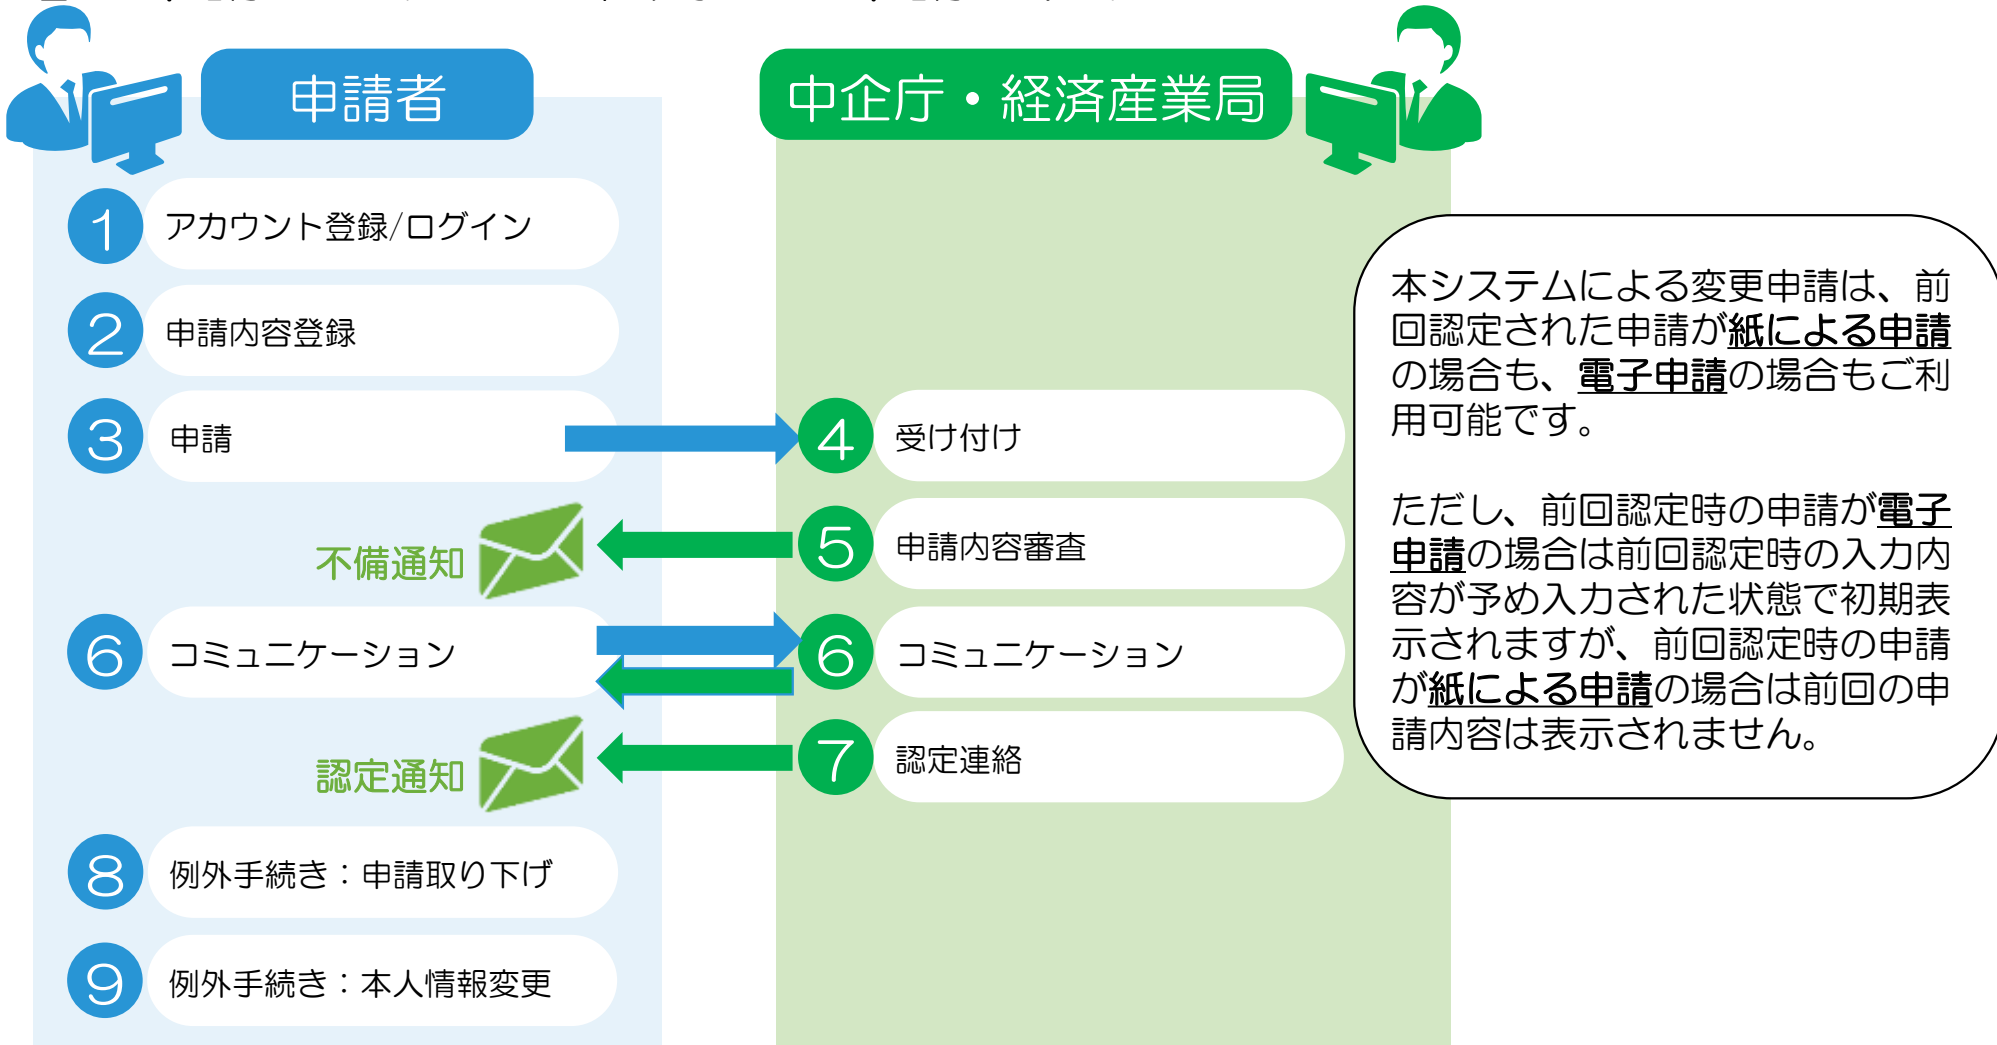 申請者
中企庁・経済産業局
1 アカウント登録/ログイン
2 申請内容登録
3 申請
4 受け付け
不備通知
5 申請内容審査
6 コミュニケーション
6 コミュニケーション
認定通知
7 認定連絡
8 例外手続き：申請取り下げ
9 例外手続き：本人情報変更
本システムによる変更申請は、前
回認定された申請が紙による申請
の場合も、電子申請の場合もご利
用可能です。
ただし、前回認定時の申請が電子
申請の場合は前回認定時の入力内
容が予め入力された状態で初期表
示されますが、前回認定時の申請
が紙による申請の場合は前回の申
請内容は表示されません。